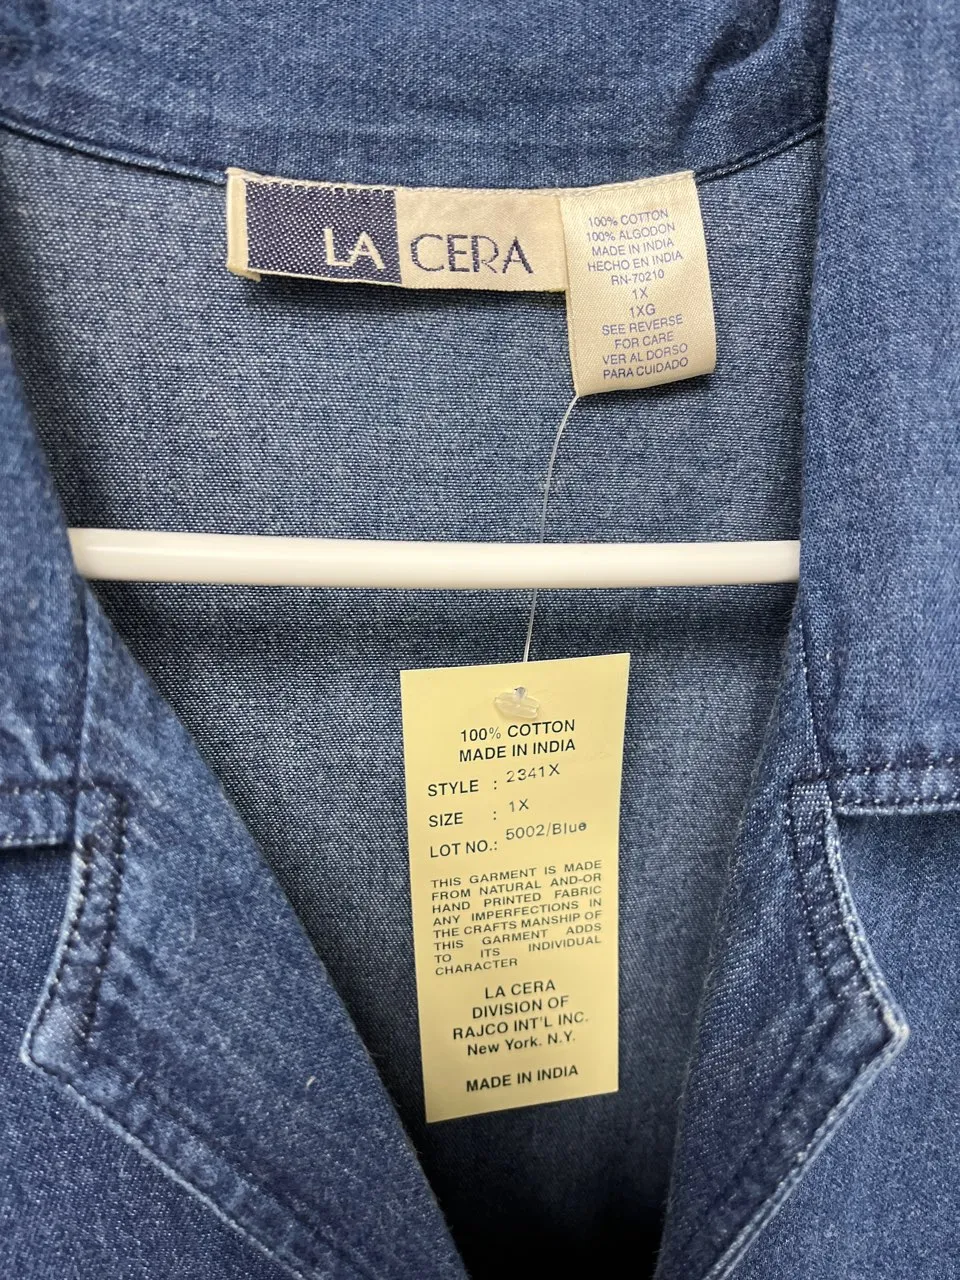 LA CERA
100% COTTON
100% ALGODON
MADE IN INDIA
HECHO EN INDIA
RN-70210
1X
1XG
SEE REVERSE
FOR CARE
VER AL DORSO
PARA CUIDADO
100% COTTON
MADE IN INDIA
STYLE : 2341X
SIZE : 1X
LOT NO.: 5002/Blue
THIS GARMENT IS MADE
FROM NATURAL AND-OR
HAND PRINTED FABRIC
ANY IMPERFECTIONS IN
THE CRAFTS MANSHIP OF
THIS GARMENT ADDS
TO ITS INDIVIDUAL
CHARACTER
LA CERA
DIVISION OF
RAJCO INT'L INC.
New York. N.Y.
MADE IN INDIA